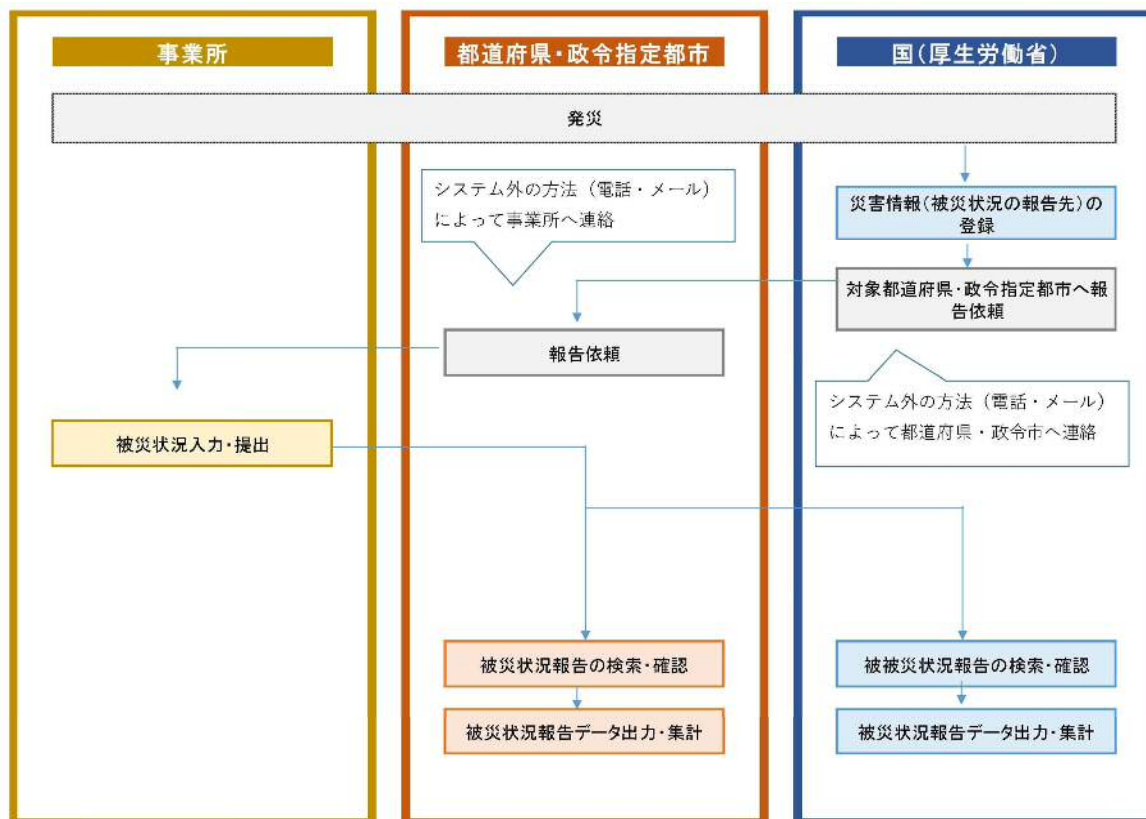 事業所
都道府県・政令指定都市
国(厚生労働省)
発災
システム外の方法（電話・メール）
によって事業所へ連絡
災害情報(被災状況の報告先)の
登録
対象都道府県・政令指定都市へ報
告依頼
報告依頼
システム外の方法（電話・メール）
によって都道府県・政令市へ連絡
被災状況入力・提出
被災状況報告の検索・確認
被被災状況報告の検索・確認
被災状況報告データ出力・集計
被災状況報告データ出力・集計